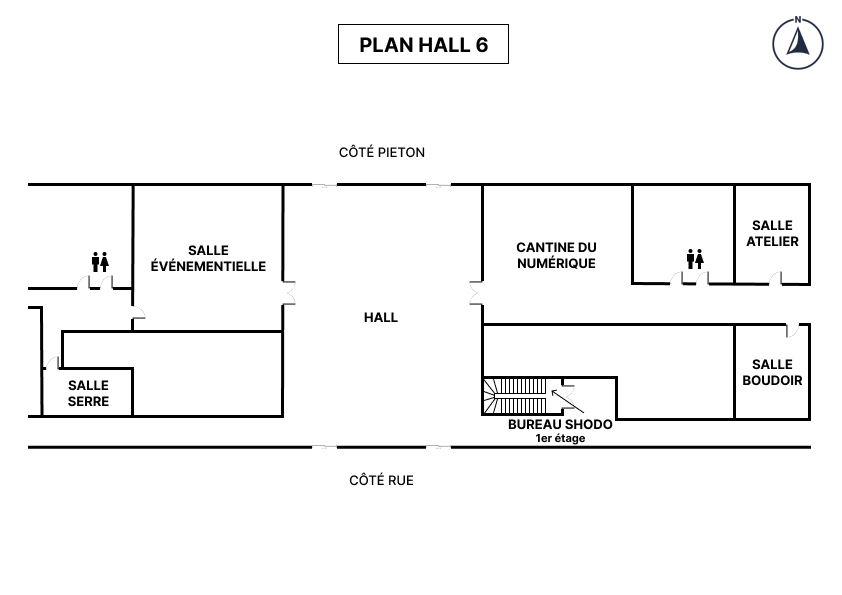 PLAN HALL 6
N
CÔTÉ PIETON
SALLE
ÉVÉNEMENTIELLE
CANTINE DU
NUMÉRIQUE
SALLE
ATELIER
HALL
SALLE
SERRE
SALLE
BOUDOIR
BUREAU SHODO
1er étage
CÔTÉ RUE